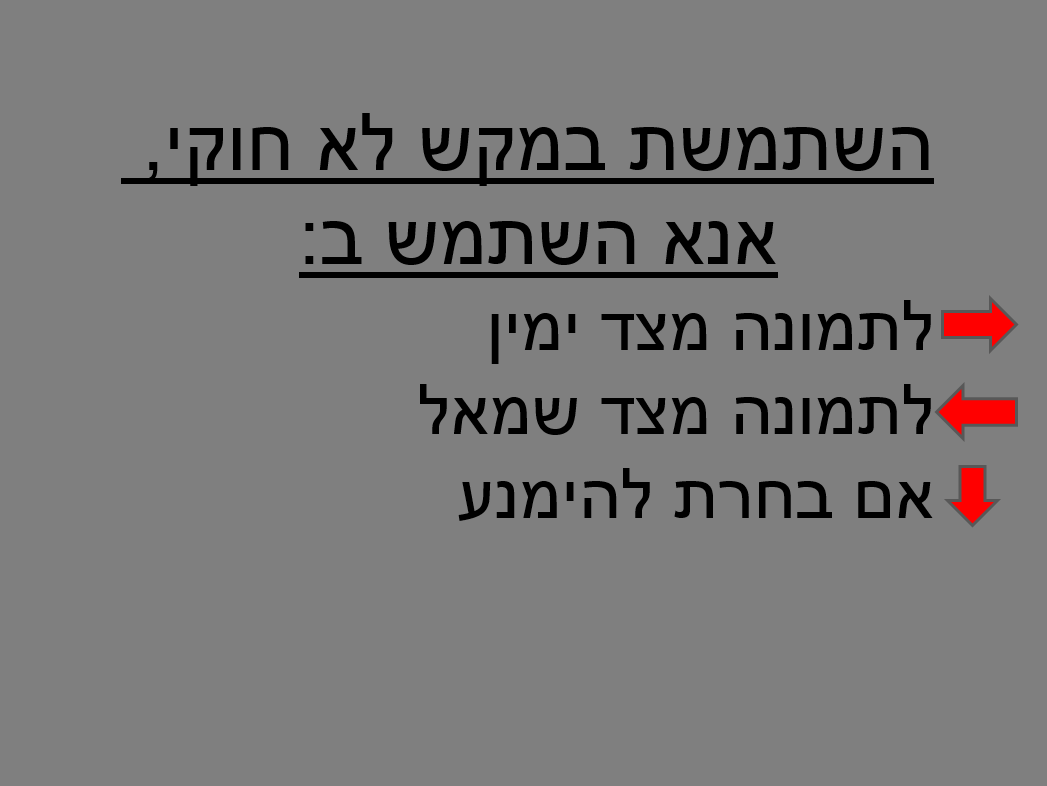 השתמשת במקש לא חוקי,
אנא השתמש ב:
לתמונה מצד ימין
לתמונה מצד שמאל
אם בחרת להימנע